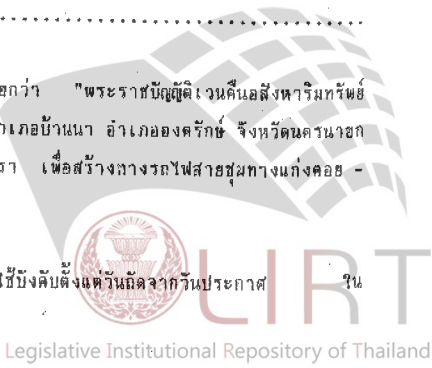 อกว่า "พระราชบัญญัติเวนคืนอสังหาริมทรัพย์
าเภอบ้านนา อำเภอองครักษ์ จังหวัดนครนายก
รา เพื่อสร้างทางรถไฟสายชุมทางแก่งคอย -
ใช้บังคับตั้งแต่วันถัดจากวันประกาศ ใน
LIRT
Legislative Institutional Repository of Thailand